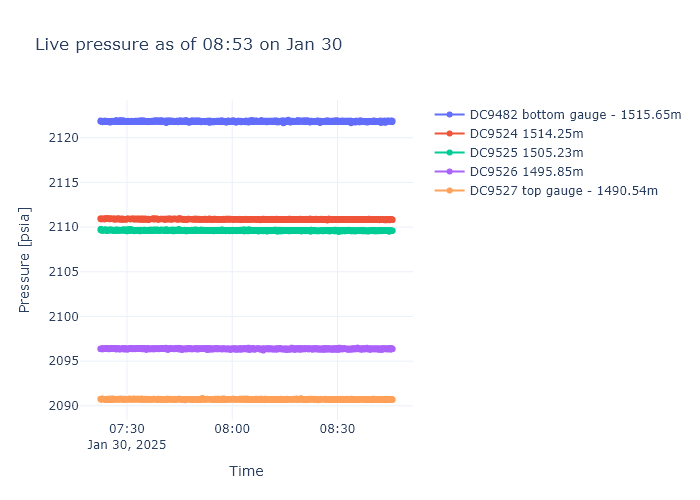 Live pressure as of 08:53 on Jan 30
DC9482 bottom gauge - 1515.65m
DC9524 1514.25m
DC9525 1505.23m
DC9526 1495.85m
DC9527 top gauge - 1490.54m
Pressure [psia]
2120
2115
2110
2105
2100
2095
2090
07:30
08:00
08:30
Jan 30, 2025
Time